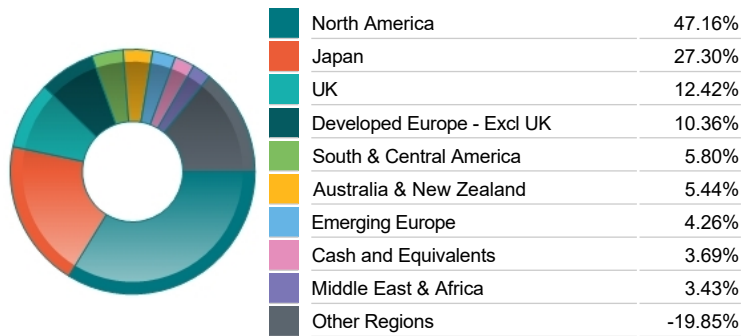 North America 47.16%
Japan 27.30%
UK 12.42%
Developed Europe - Excl UK 10.36%
South & Central America 5.80%
Australia & New Zealand 5.44%
Emerging Europe 4.26%
Cash and Equivalents 3.69%
Middle East & Africa 3.43%
Other Regions -19.85%